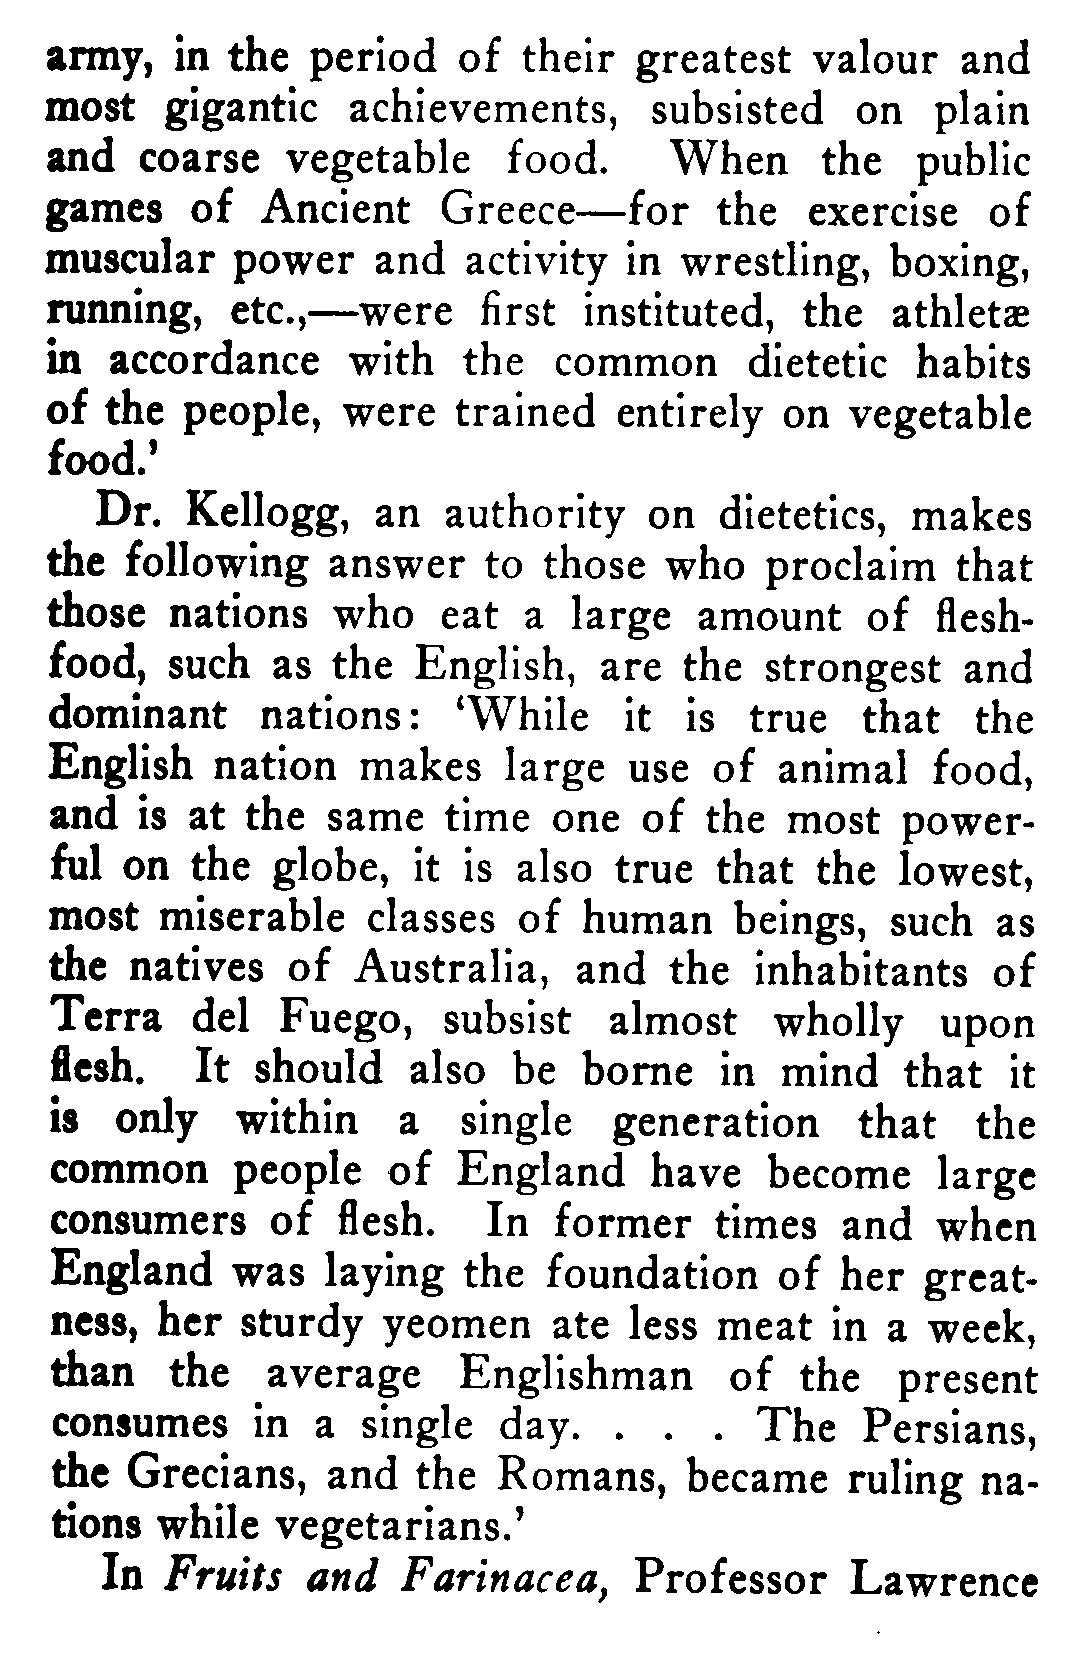 army, in the period of their greatest valour and
most gigantic achievements, subsisted on plain
and coarse vegetable food. When the public
games of Ancient Greece—for the exercise of
muscular power and activity in wrestling, boxing,
running, etc.,—were first instituted, the athletæ
in accordance with the common dietetic habits
of the people, were trained entirely on vegetable
food.’
Dr. Kellogg, an authority on dietetics, makes
the following answer to those who proclaim that
those nations who eat a large amount of flesh-
food, such as the English, are the strongest and
dominant nations: ‘While it is true that the
English nation makes large use of animal food,
and is at the same time one of the most power-
ful on the globe, it is also true that the lowest,
most miserable classes of human beings, such as
the natives of Australia, and the inhabitants of
Terra del Fuego, subsist almost wholly upon
flesh. It should also be borne in mind that it
is only within a single generation that the
common people of England have become large
consumers of flesh. In former times and when
England was laying the foundation of her great-
ness, her sturdy yeomen ate less meat in a week,
than the average Englishman of the present
consumes in a single day. . . . The Persians,
the Grecians, and the Romans, became ruling na-
tions while vegetarians.’
In Fruits and Farinacea, Professor Lawrence